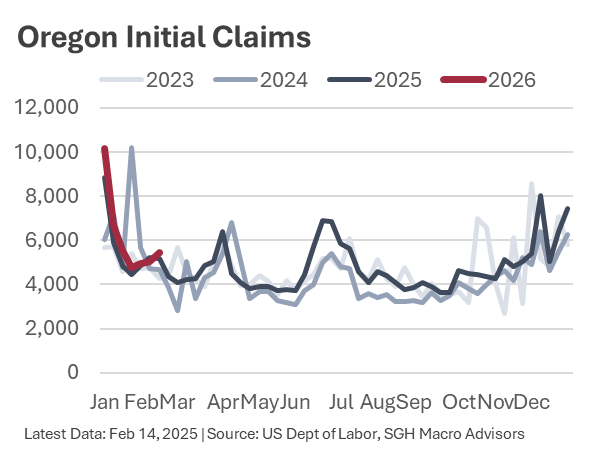 Oregon Initial Claims
2023 2024 2025 2026
12,000
10,000
8,000
6,000
4,000
2,000
0
Jan FebMar AprMayJun Jul AugSep OctNovDec
Latest Data: Feb 14, 2025 | Source: US Dept of Labor, SGH Macro Advisors